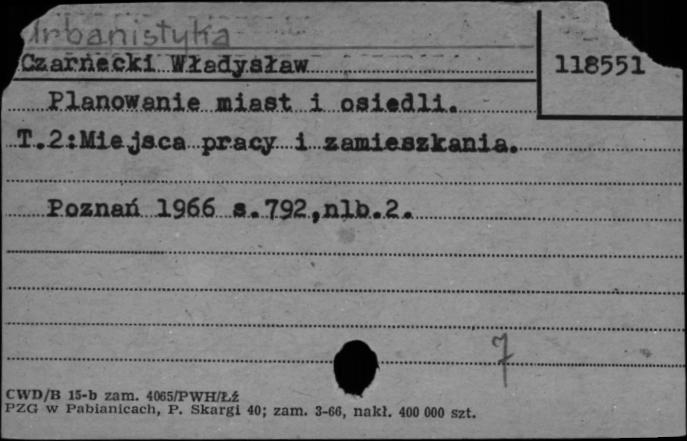 Urbanistyka
Czarnecki Władysław
118551
Planowanie miast i osiedli.
T.2:Miejsca pracy i zamieszkania.
Poznań 1966 s.792,nlb.2.
7
CWD/B 15-b zam. 4065/PWH/Łź
PZG w Pabianicach, P. Skargi 40; zam. 3-66, nakł. 400 000 szt.